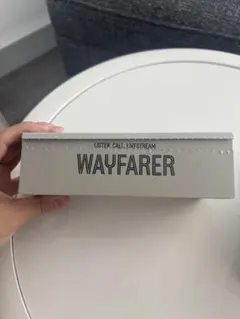 LISTEN. CALL. LIVESTREAM.
WAYFARER